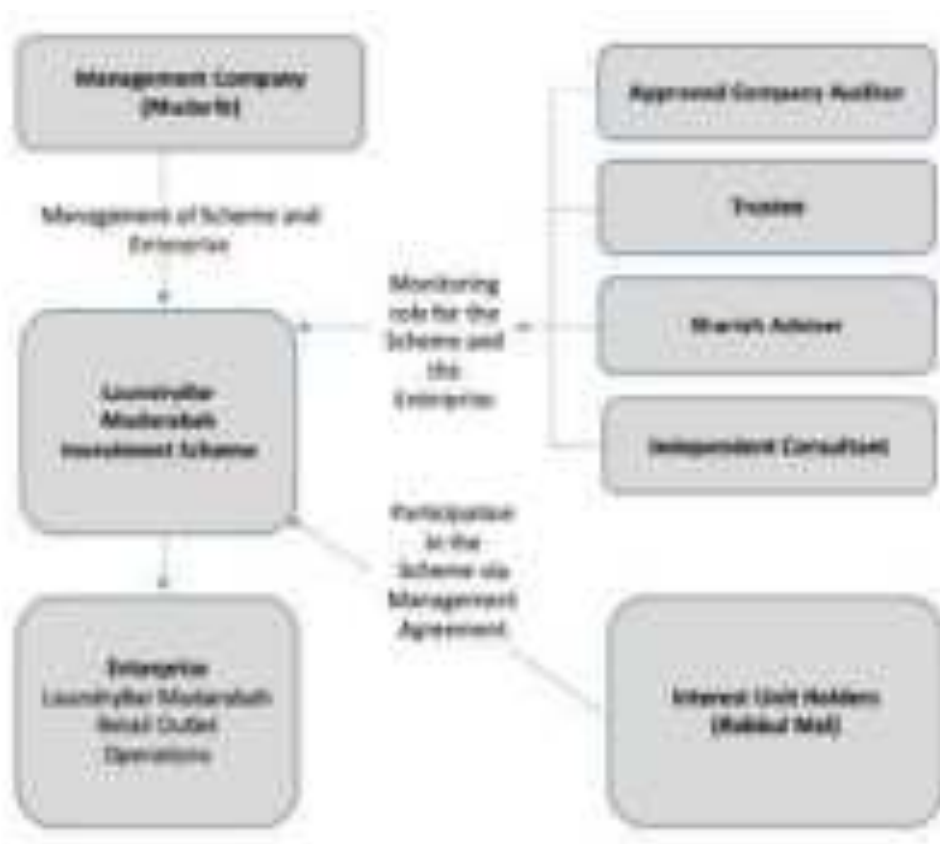 Management Company
(Mudarib)
Management of Scheme and
Enterprise
LaundryBar
Mudarabah
Investment Scheme
Enterprise
LaundryBar Mudarabah
Retail Outlet
Operations
Approved Company Auditor
Trustee
Shariah Adviser
Independent Consultant
Monitoring
role for the
Scheme and
the
Enterprise
Participation
in the
Scheme via
Management
Agreement
Interest Unit Holders
(Rabbul Mal)